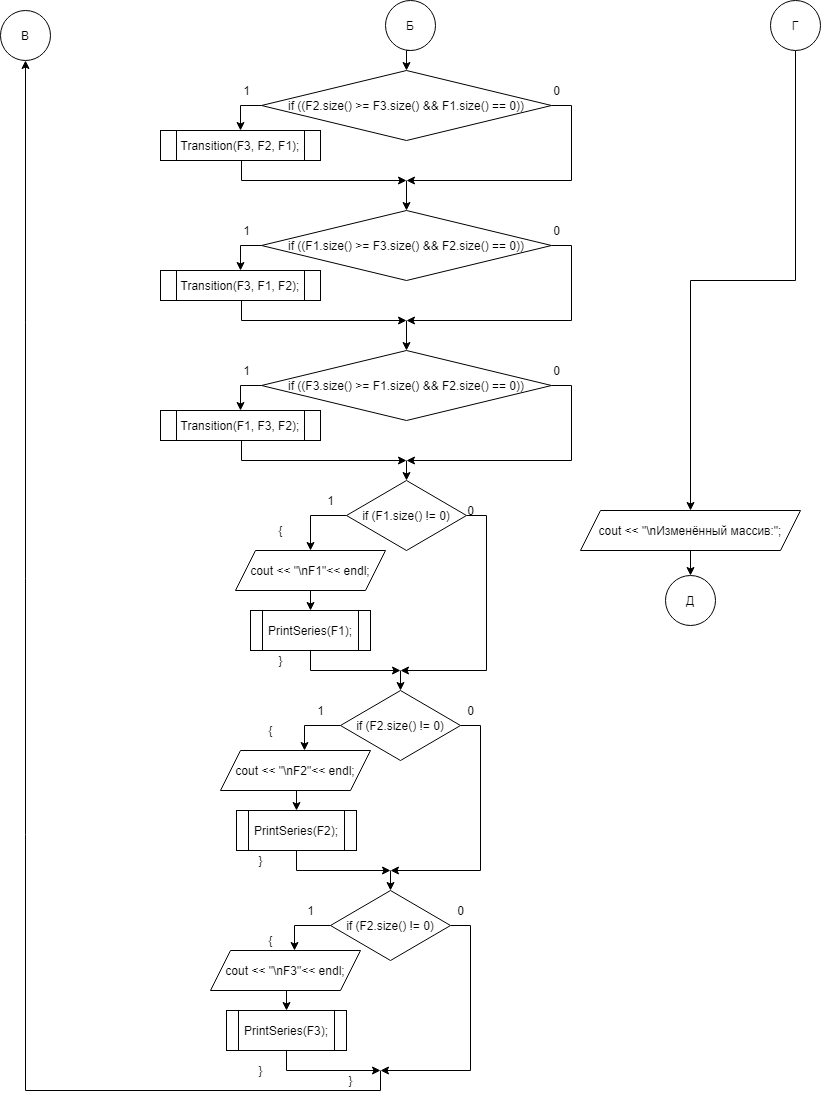 В
Б
Г
1
0
if ((F2.size() >= F3.size() && F1.size() == 0))
Transition(F3, F2, F1);
1
0
if ((F1.size() >= F3.size() && F2.size() == 0))
Transition(F3, F1, F2);
1
0
if ((F3.size() >= F1.size() && F2.size() == 0))
Transition(F1, F3, F2);
1
0
if (F1.size() != 0)
{
cout << "\nF1"<< endl;
PrintSeries(F1);
}
cout << "\nИзменённый массив:";
Д
1
0
if (F2.size() != 0)
{
cout << "\nF2"<< endl;
PrintSeries(F2);
}
1
0
if (F2.size() != 0)
{
cout << "\nF3"<< endl;
PrintSeries(F3);
}
}